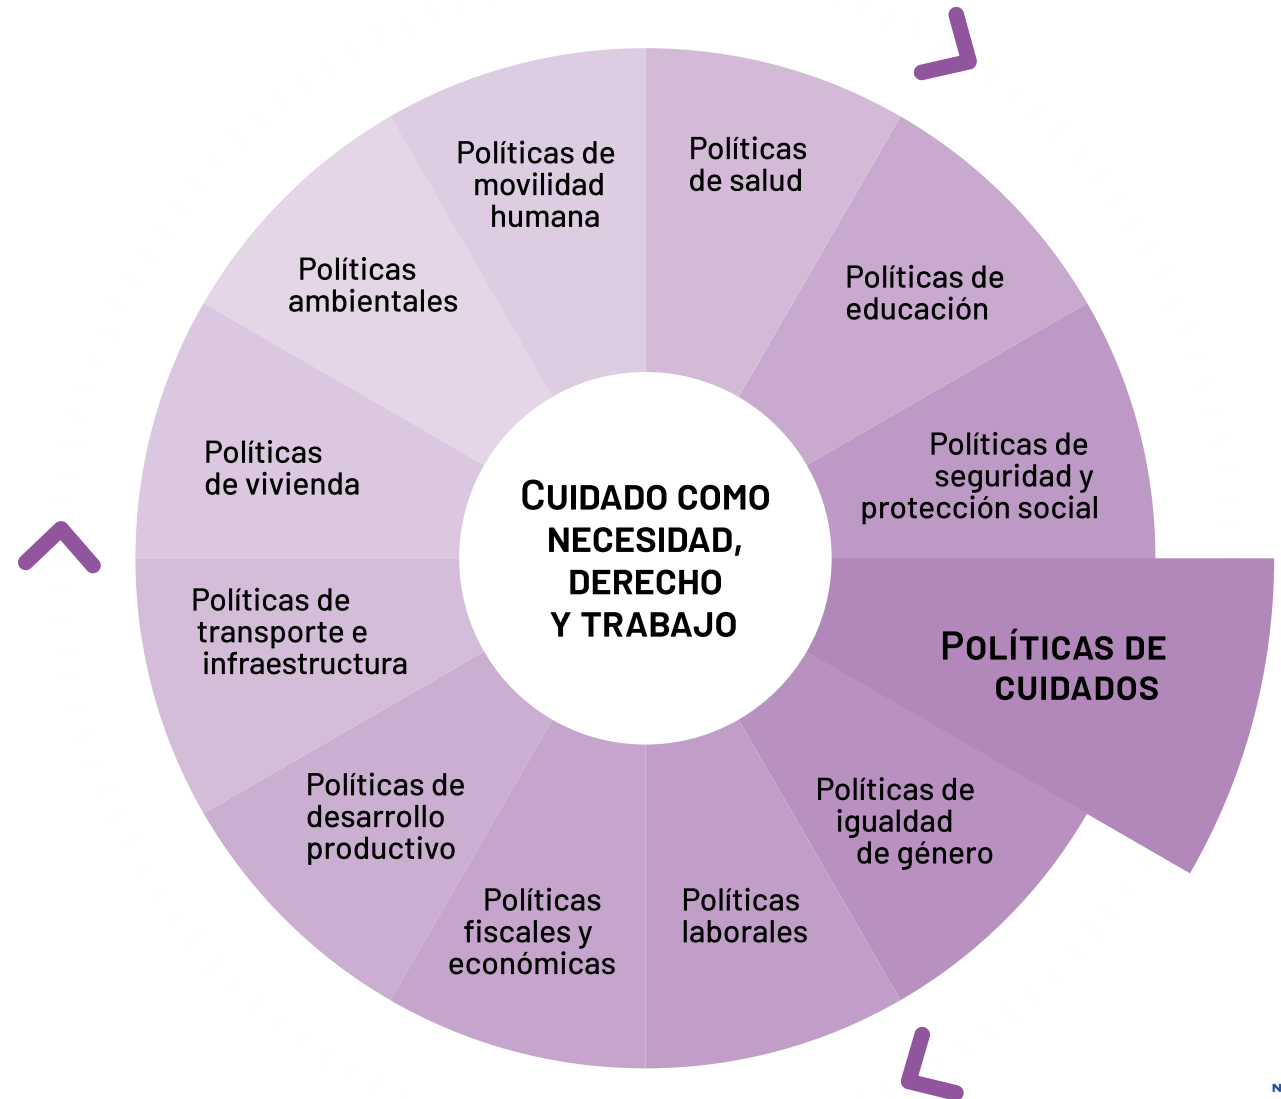 Políticas
de salud
Políticas de
educación
Políticas de
seguridad y
protección social
POLÍTICAS DE
CUIDADOS
Políticas de
igualdad
de género
Políticas
laborales
Políticas
fiscales y
económicas
Políticas de
desarrollo
productivo
Políticas de
transporte e
infraestructura
Políticas
de vivienda
Políticas
ambientales
Políticas de
movilidad
humana
CUIDADO COMO
NECESIDAD,
DERECHO
Y TRABAJO
N